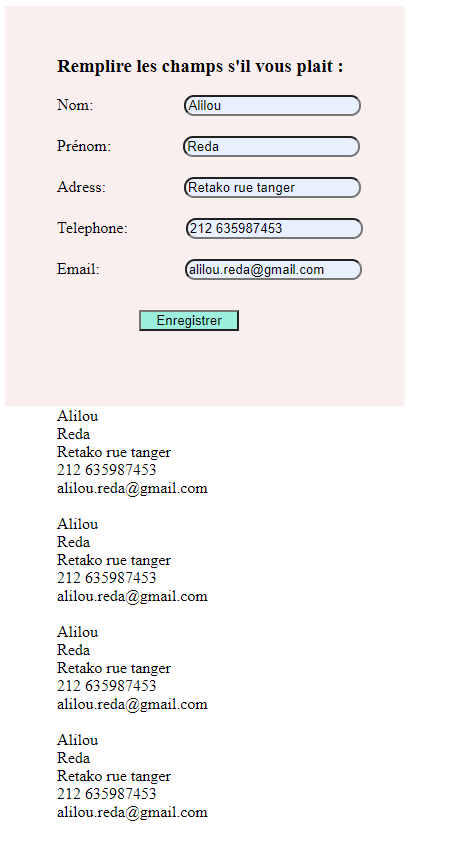 Remplire les champs s'il vous plait :
Nom: Alilou
Prénom: Reda
Adress: Retako rue tanger
Telephone: 212 635987453
Email: alilou.reda@gmail.com
Enregistrer
Alilou
Reda
Retako rue tanger
212 635987453
alilou.reda@gmail.com
Alilou
Reda
Retako rue tanger
212 635987453
alilou.reda@gmail.com
Alilou
Reda
Retako rue tanger
212 635987453
alilou.reda@gmail.com
Alilou
Reda
Retako rue tanger
212 635987453
alilou.reda@gmail.com